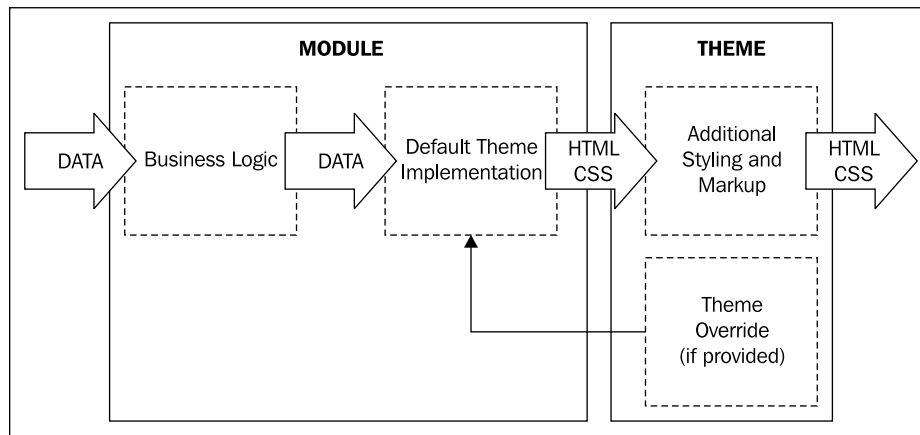 MODULE
THEME
DATA
Business Logic
DATA
Default Theme
Implementation
HTML
CSS
Additional
Styling and
Markup
HTML
CSS
Theme
Override
(if provided)